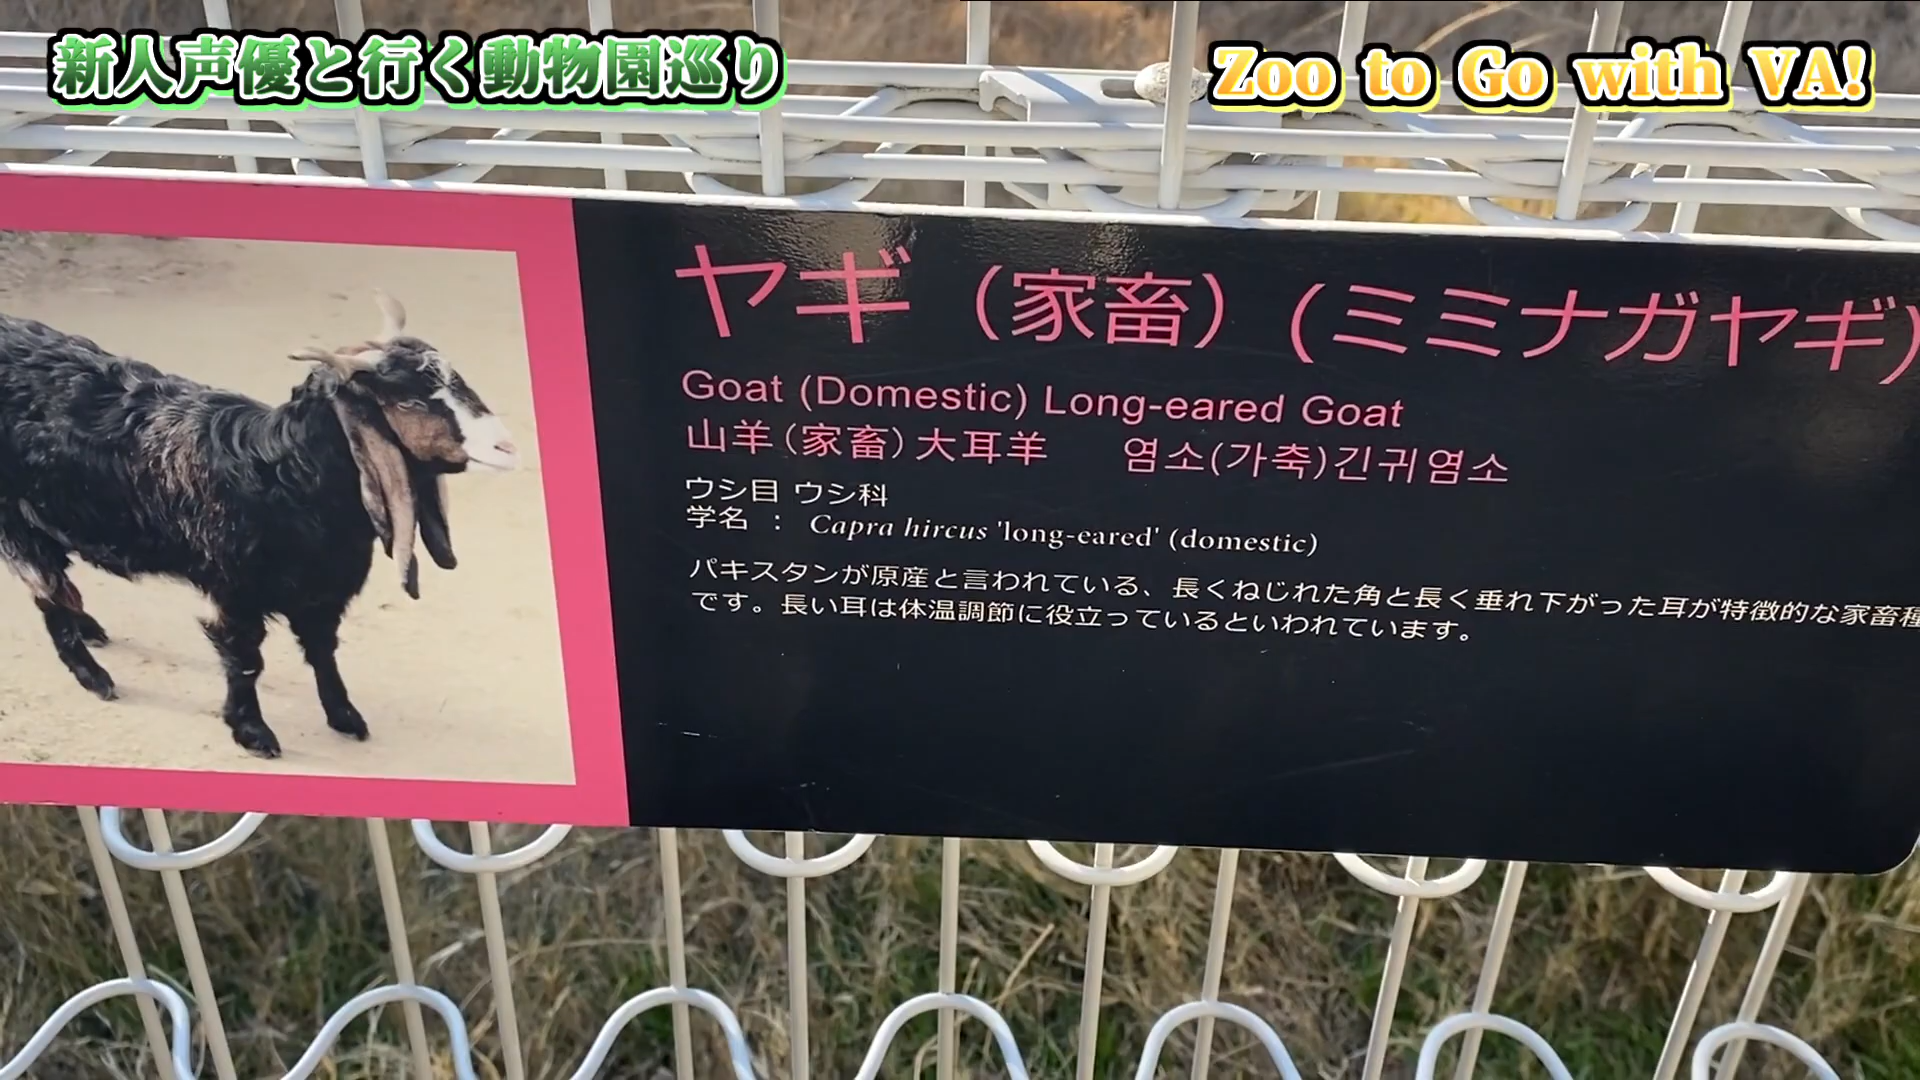 新人声優と行く動物園巡り
Zoo to Go with VA!
ヤギ（家畜）(ミミナガヤギ)
Goat (Domestic) Long-eared Goat
山羊(家畜)大耳羊 염소(가축)긴귀염소
ウシ目 ウシ科
学名 ： Capra hircus 'long-eared' (domestic)
パキスタンが原産と言われている、長くねじれた角と長く垂れ下がった耳が特徴的な家畜種
です。長い耳は体温調節に役立っているといわれています。